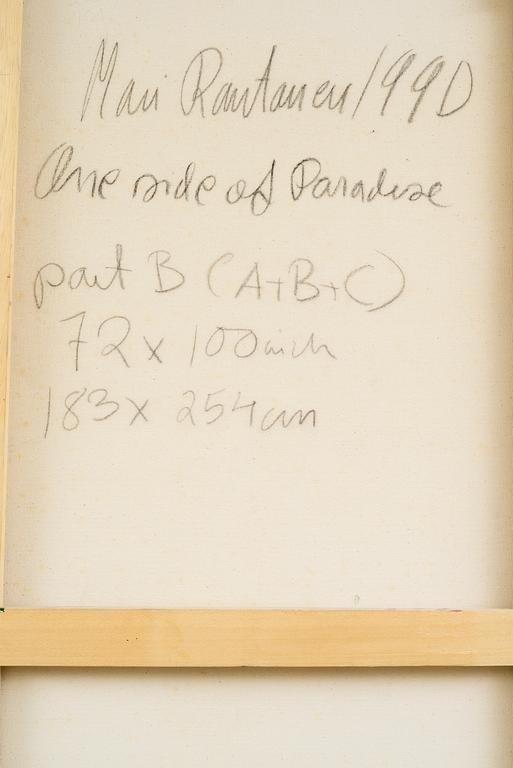 Mari Rantanen 1990
One side of Paradise
part B (A+B+C)
72 x 100 inch
183 x 254 cm